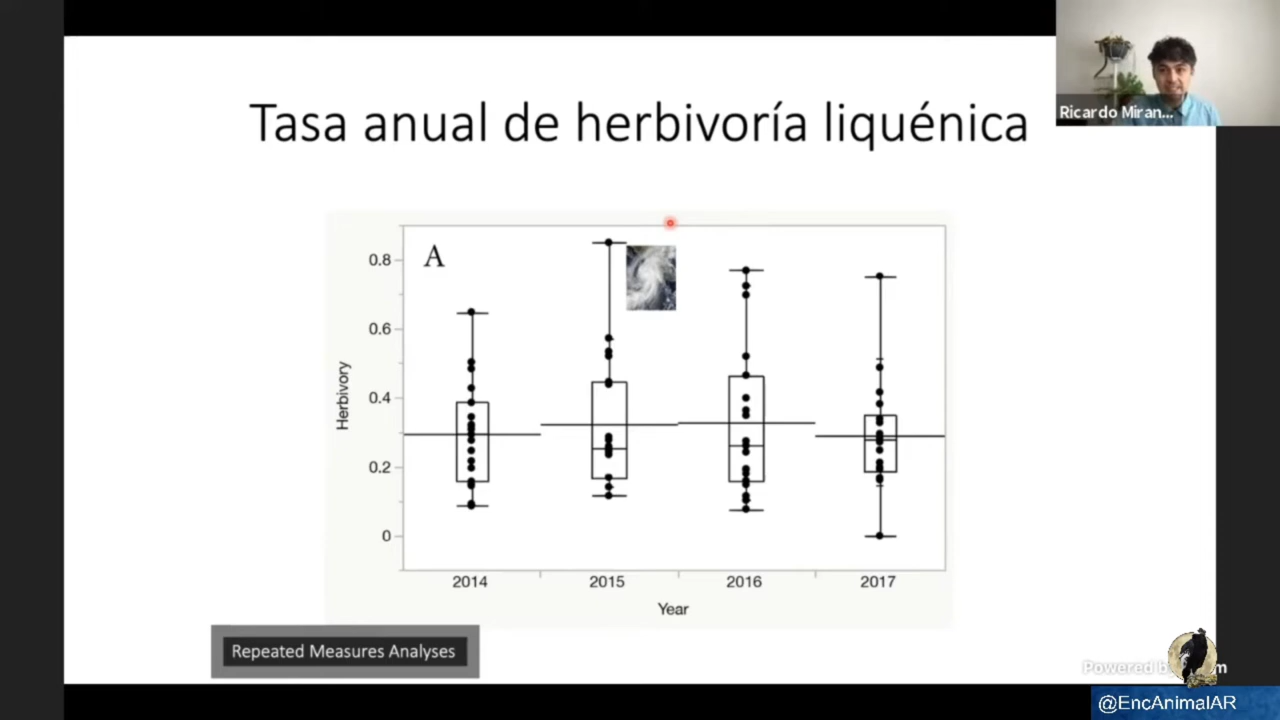 Ricardo Miran...
Tasa anual de herbivoría liquénica
A
0.8
0.6
0.4
0.2
0
Herbivory
2014 2015 2016 2017
Year
Repeated Measures Analyses
Powered by
@EncAnimalAR